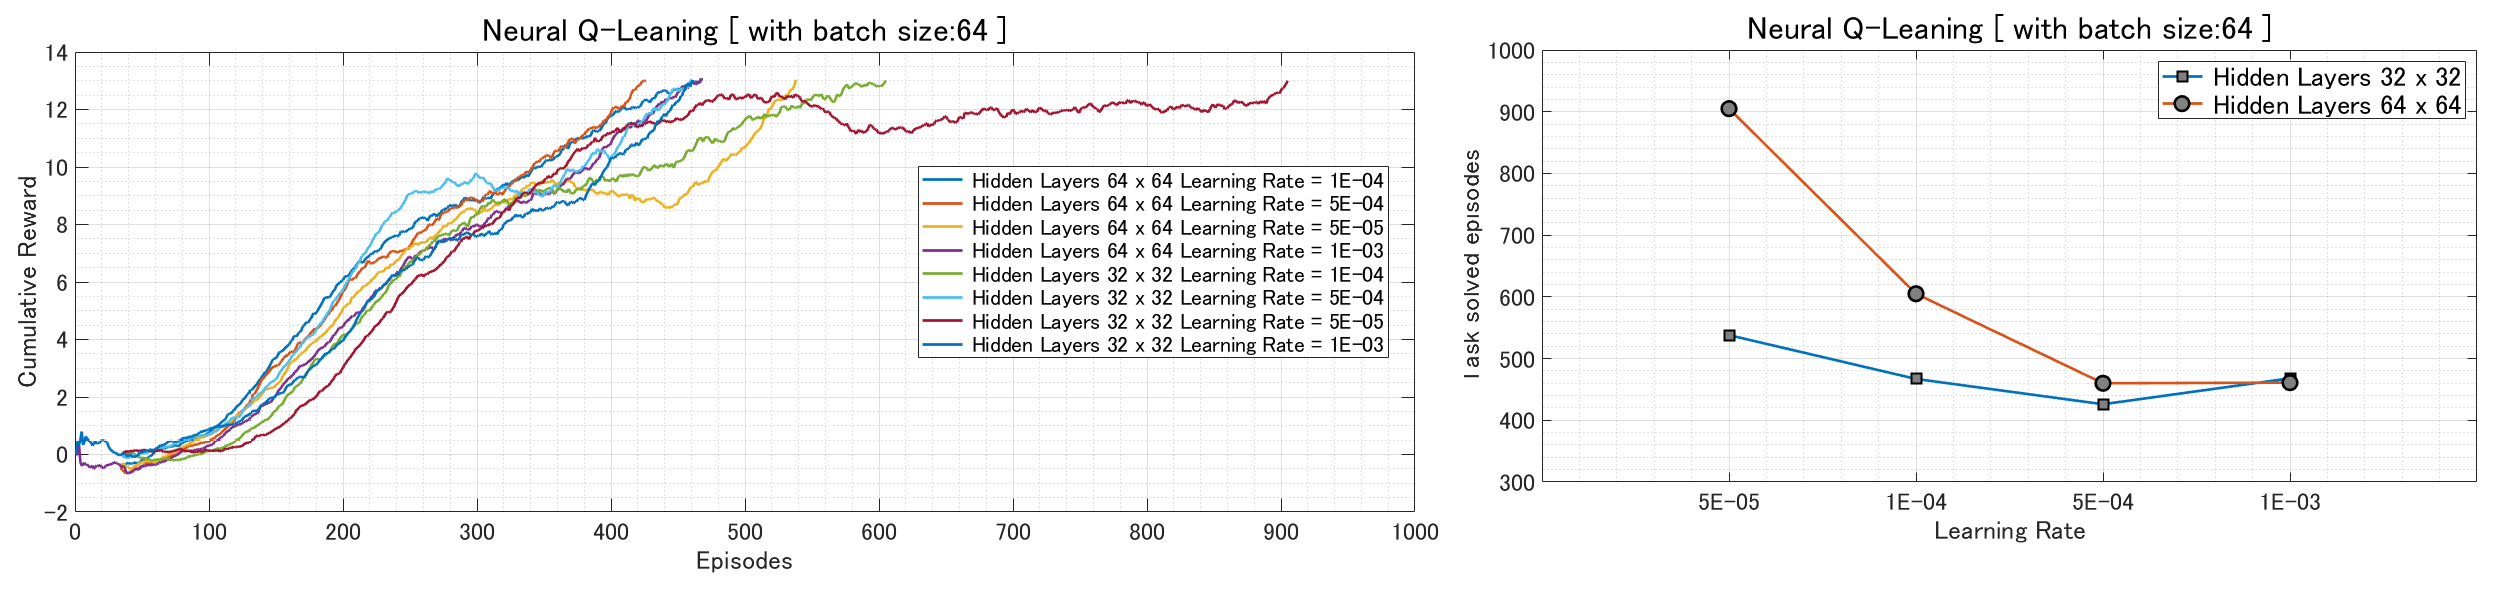 Neural Q-Leaning [ with batch size:64 ]
14
12
10
8
6
4
2
0
-2
Cumulative Reward
0 100 200 300 400 500 600 700 800 900 1000
Episodes
Hidden Layers 64 x 64 Learning Rate = 1E-04
Hidden Layers 64 x 64 Learning Rate = 5E-04
Hidden Layers 64 x 64 Learning Rate = 5E-05
Hidden Layers 64 x 64 Learning Rate = 1E-03
Hidden Layers 32 x 32 Learning Rate = 1E-04
Hidden Layers 32 x 32 Learning Rate = 5E-04
Hidden Layers 32 x 32 Learning Rate = 5E-05
Hidden Layers 32 x 32 Learning Rate = 1E-03
Neural Q-Leaning [ with batch size:64 ]
1000
900
800
700
600
500
400
300
Task solved episodes
5E-05 1E-04 5E-04 1E-03
Learning Rate
Hidden Layers 32 x 32
Hidden Layers 64 x 64